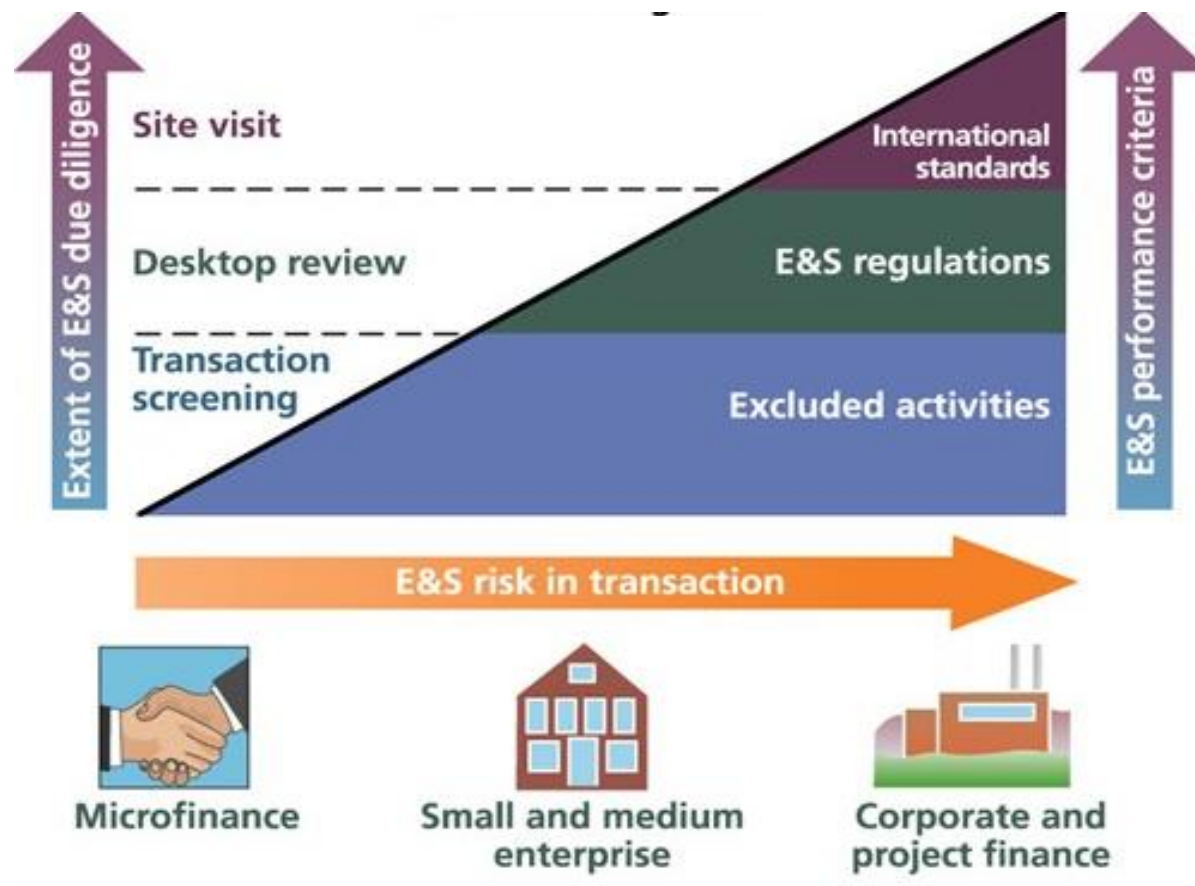 Extent of E&S due diligence
Site visit
Desktop review
Transaction
screening
International
standards
E&S regulations
Excluded activities
E&S performance criteria
E&S risk in transaction
Microfinance
Small and medium
enterprise
Corporate and
project finance